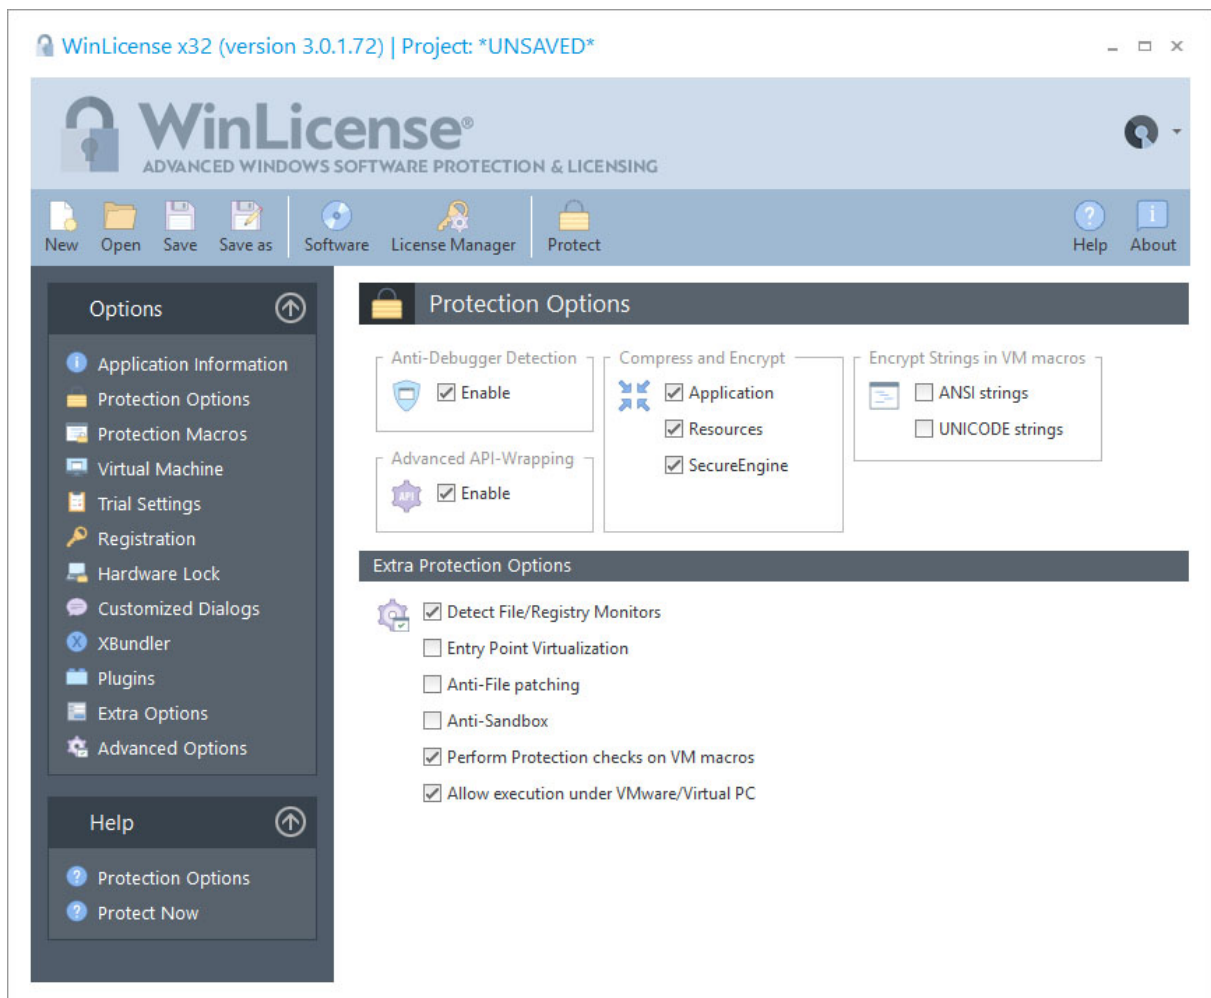 WinLicense x32 (version 3.0.1.72) | Project: *UNSAVED*
WinLicense®
ADVANCED WINDOWS SOFTWARE PROTECTION & LICENSING
New Open Save Save as Software License Manager Protect Help About
Options
Application Information
Protection Options
Protection Macros
Virtual Machine
Trial Settings
Registration
Hardware Lock
Customized Dialogs
XBundler
Plugins
Extra Options
Advanced Options
Help
Protection Options
Protect Now
Protection Options
Anti-Debugger Detection
Enable
Advanced API-Wrapping
API
Enable
Compress and Encrypt
Application
Resources
SecureEngine
Encrypt Strings in VM macros
ANSI strings
UNICODE strings
Extra Protection Options
Detect File/Registry Monitors
Entry Point Virtualization
Anti-File patching
Anti-Sandbox
Perform Protection checks on VM macros
Allow execution under VMware/Virtual PC